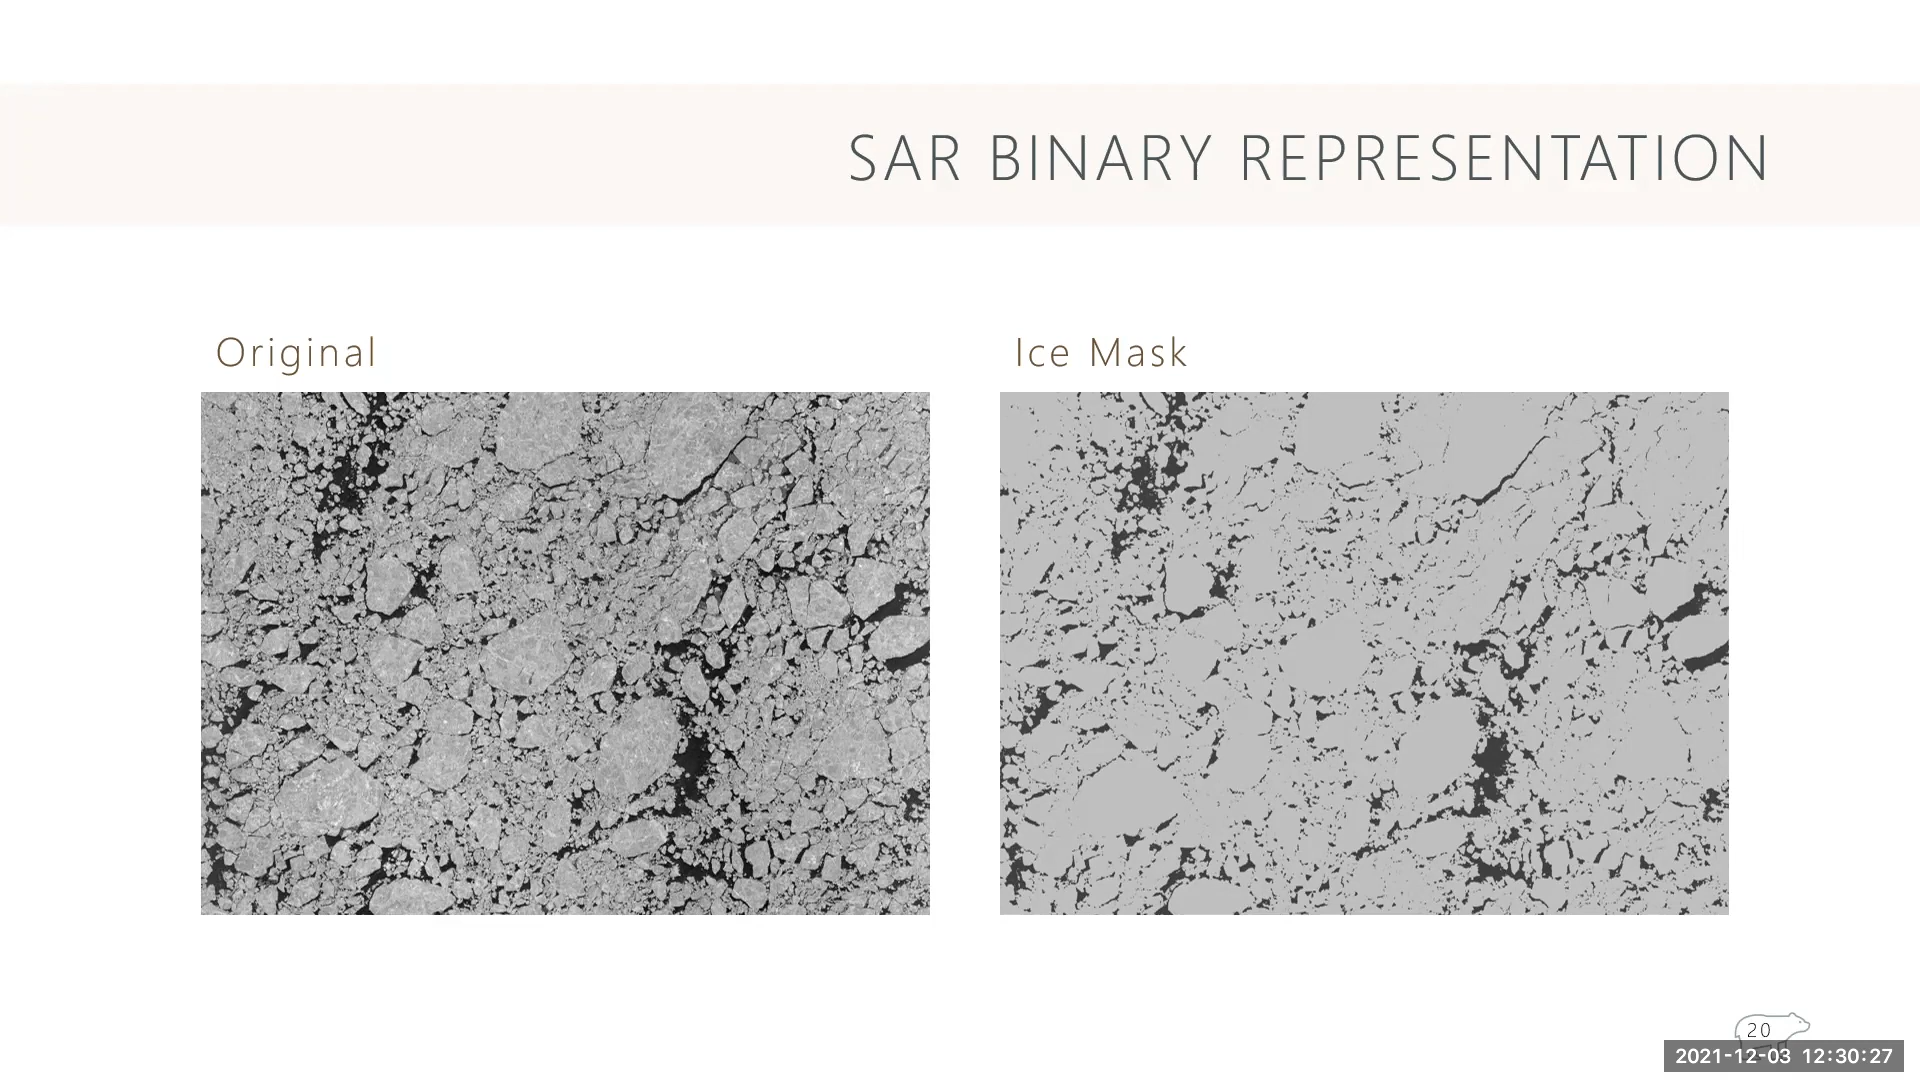 SAR BINARY REPRESENTATION
Original
Ice Mask
20
2021-12-03 12:30:27